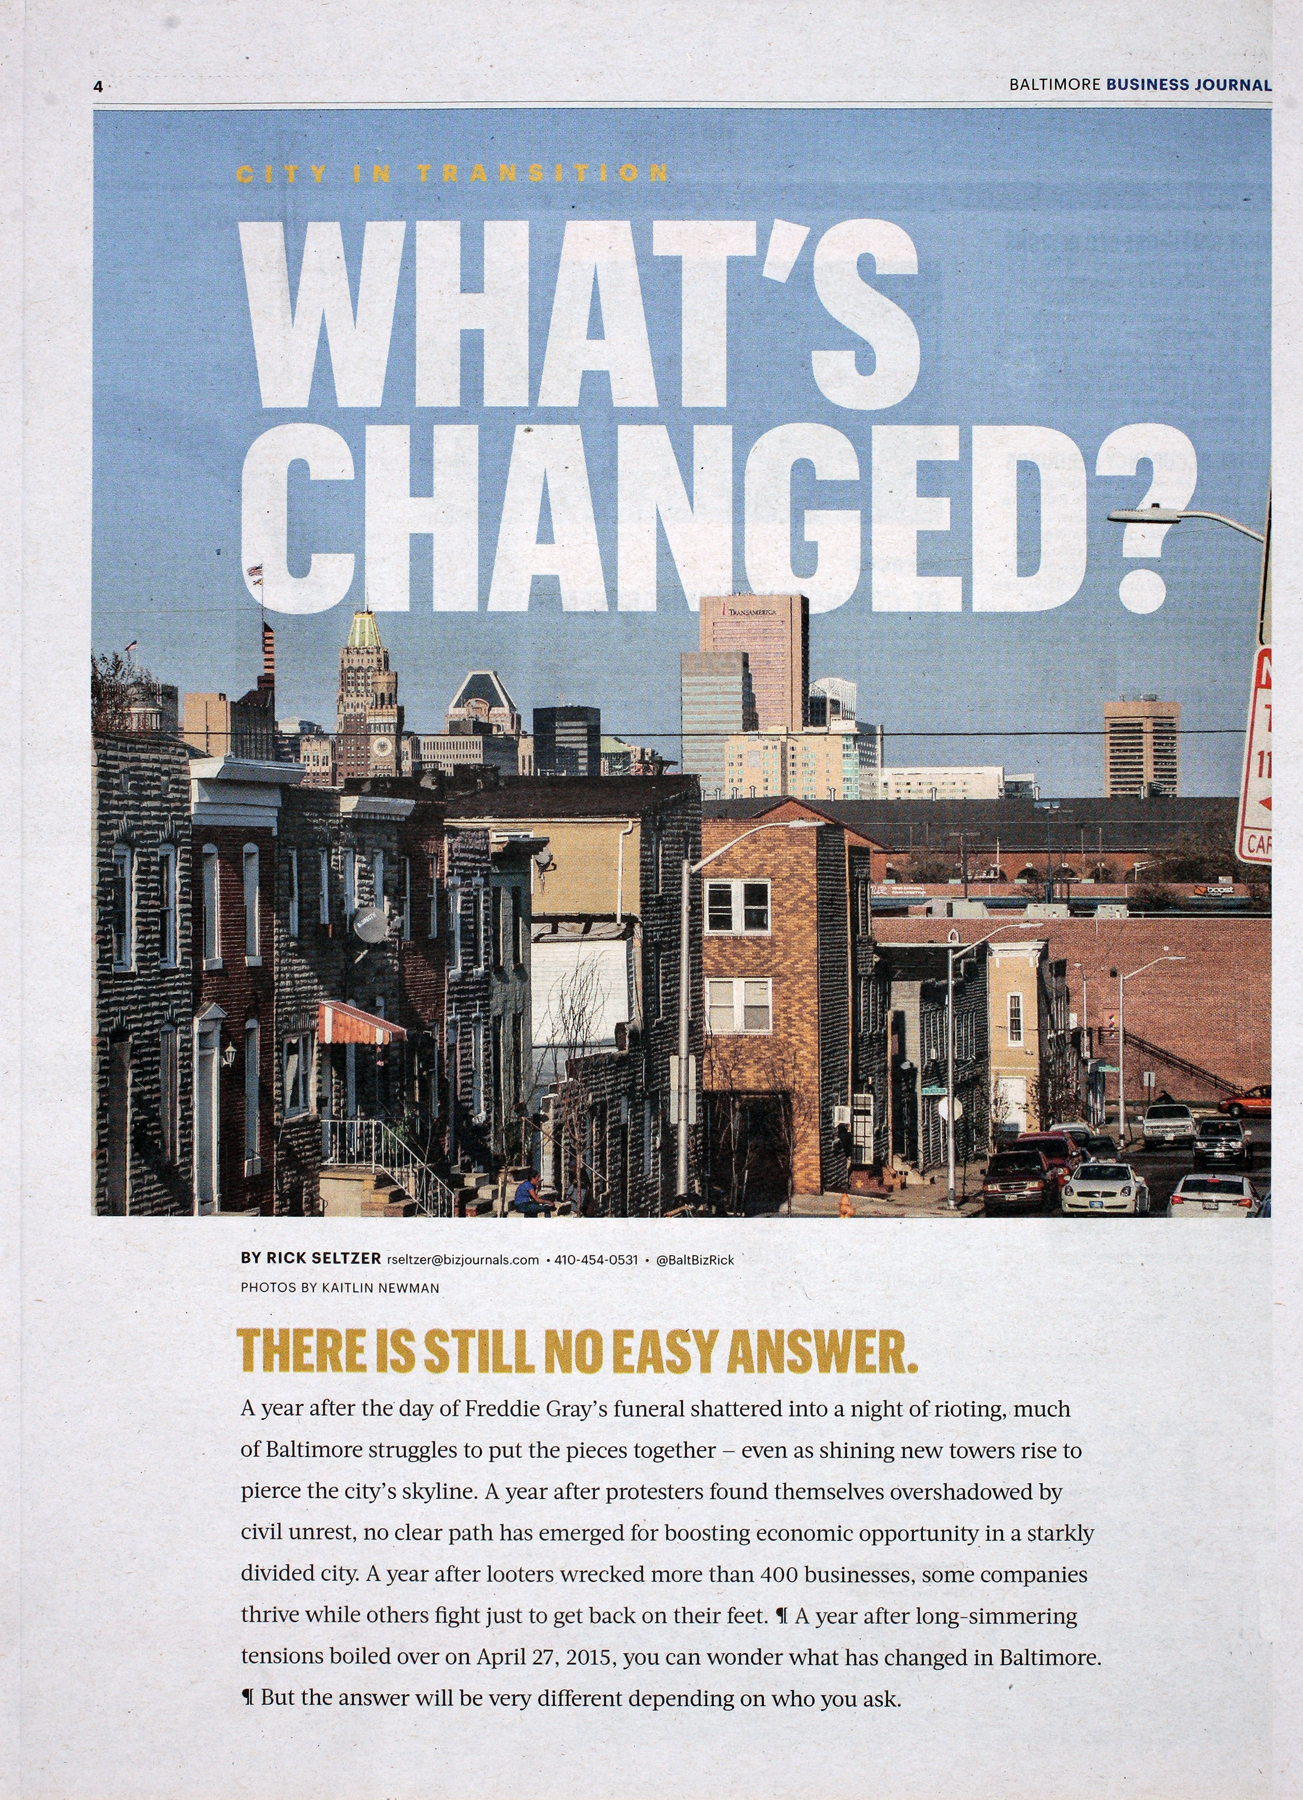 4
BALTIMORE BUSINESS JOURNAL
CITY IN TRANSITION
WHAT'S
CHANGED?
TRANSAMERICA
boost
CAR
BY RICK SELTZER rseltzer@bizjournals.com • 410-454-0531 • @BaltBizRick
PHOTOS BY KAITLIN NEWMAN
THERE IS STILL NO EASY ANSWER.
A year after the day of Freddie Gray's funeral shattered into a night of rioting, much
of Baltimore struggles to put the pieces together – even as shining new towers rise to
pierce the city's skyline. A year after protesters found themselves overshadowed by
civil unrest, no clear path has emerged for boosting economic opportunity in a starkly
divided city. A year after looters wrecked more than 400 businesses, some companies
thrive while others fight just to get back on their feet. ¶ A year after long-simmering
tensions boiled over on April 27, 2015, you can wonder what has changed in Baltimore.
¶ But the answer will be very different depending on who you ask.